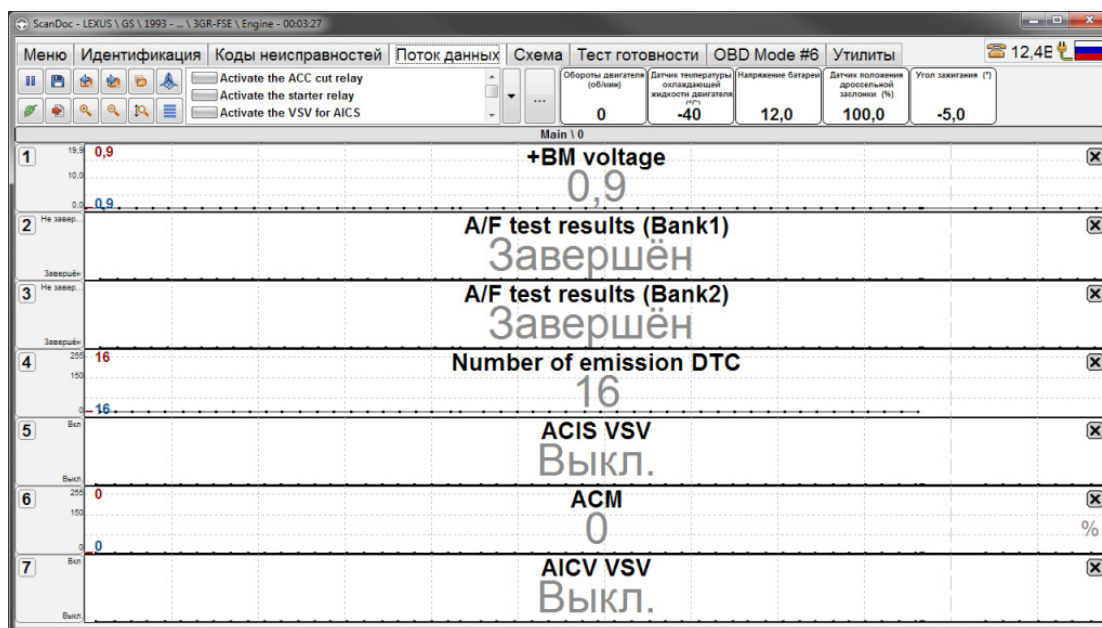 ScanDoc - LEXUS \ GS \ 1993 - ... \ 3GR-FSE \ Engine - 00:03:27
Меню Идентификация Коды неисправностей Поток данных Схема Тест готовности OBD Mode #6 Утилиты 12,4E
Activate the ACC cut relay
Activate the starter relay
Activate the VSV for AICS
...
Обороты двигателя (об/мин)
0
Датчик температуры охлаждающей жидкости двигателя (°C)
-40
Напряжение батареи
12,0
Датчик положения дроссельной заслонки (%)
100,0
Угол зажигания (°)
-5,0
Main \ 0
1 19,9 0,9 +BM voltage
10,0 0,9
0,0 0,9
2 Не завер... A/F test results (Bank1)
Завершён
Завершён
3 Не завер... A/F test results (Bank2)
Завершён
Завершён
4 255 16 Number of emission DTC
150 16
0 16
5 Вкл ACIS VSV
Выкл.
Выкл.
6 255 0 ACM
150 0 %
0 0
7 Вкл AICV VSV
Выкл.
Выкл.